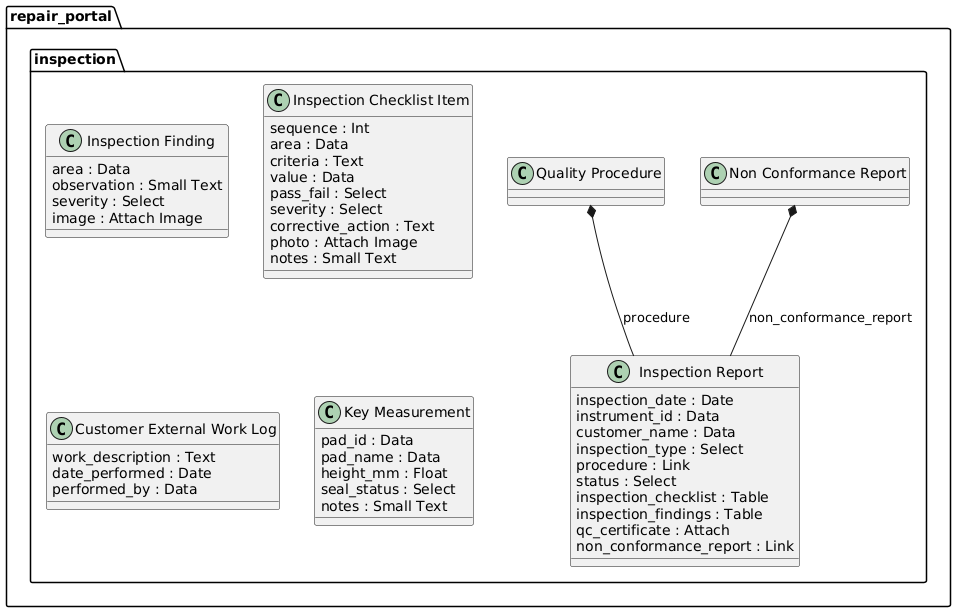 repair_portal
inspection
C Inspection Finding
area : Data
observation : Small Text
severity : Select
image : Attach Image
C Inspection Checklist Item
sequence : Int
area : Data
criteria : Text
value : Data
pass_fail : Select
severity : Select
corrective_action : Text
photo : Attach Image
notes : Small Text
C Quality Procedure
C Non Conformance Report
procedure
non_conformance_report
C Customer External Work Log
work_description : Text
date_performed : Date
performed_by : Data
C Key Measurement
pad_id : Data
pad_name : Data
height_mm : Float
seal_status : Select
notes : Small Text
C Inspection Report
inspection_date : Date
instrument_id : Data
customer_name : Data
inspection_type : Select
procedure : Link
status : Select
inspection_checklist : Table
inspection_findings : Table
qc_certificate : Attach
non_conformance_report : Link